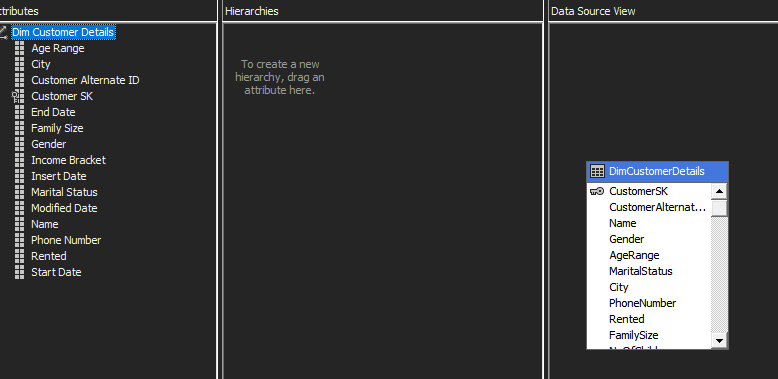 ttributes
Dim Customer Details
Age Range
City
Customer Alternate ID
Customer SK
End Date
Family Size
Gender
Income Bracket
Insert Date
Marital Status
Modified Date
Name
Phone Number
Rented
Start Date
Hierarchies
To create a new
hierarchy, drag an
attribute here.
Data Source View
DimCustomerDetails
CustomerSK
CustomerAlternat...
Name
Gender
AgeRange
MaritalStatus
City
PhoneNumber
Rented
FamilySize